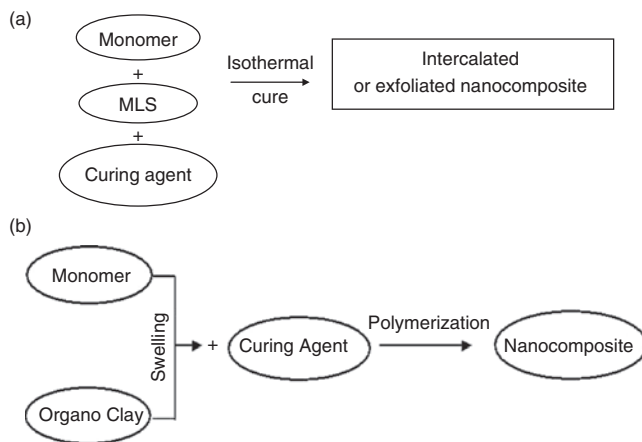 (a)
Monomer
+
MLS
+
Curing agent
Isothermal
cure
Intercalated
or exfoliated nanocomposite
(b)
Monomer
Organo Clay
Swelling
+
Curing Agent
Polymerization
Nanocomposite